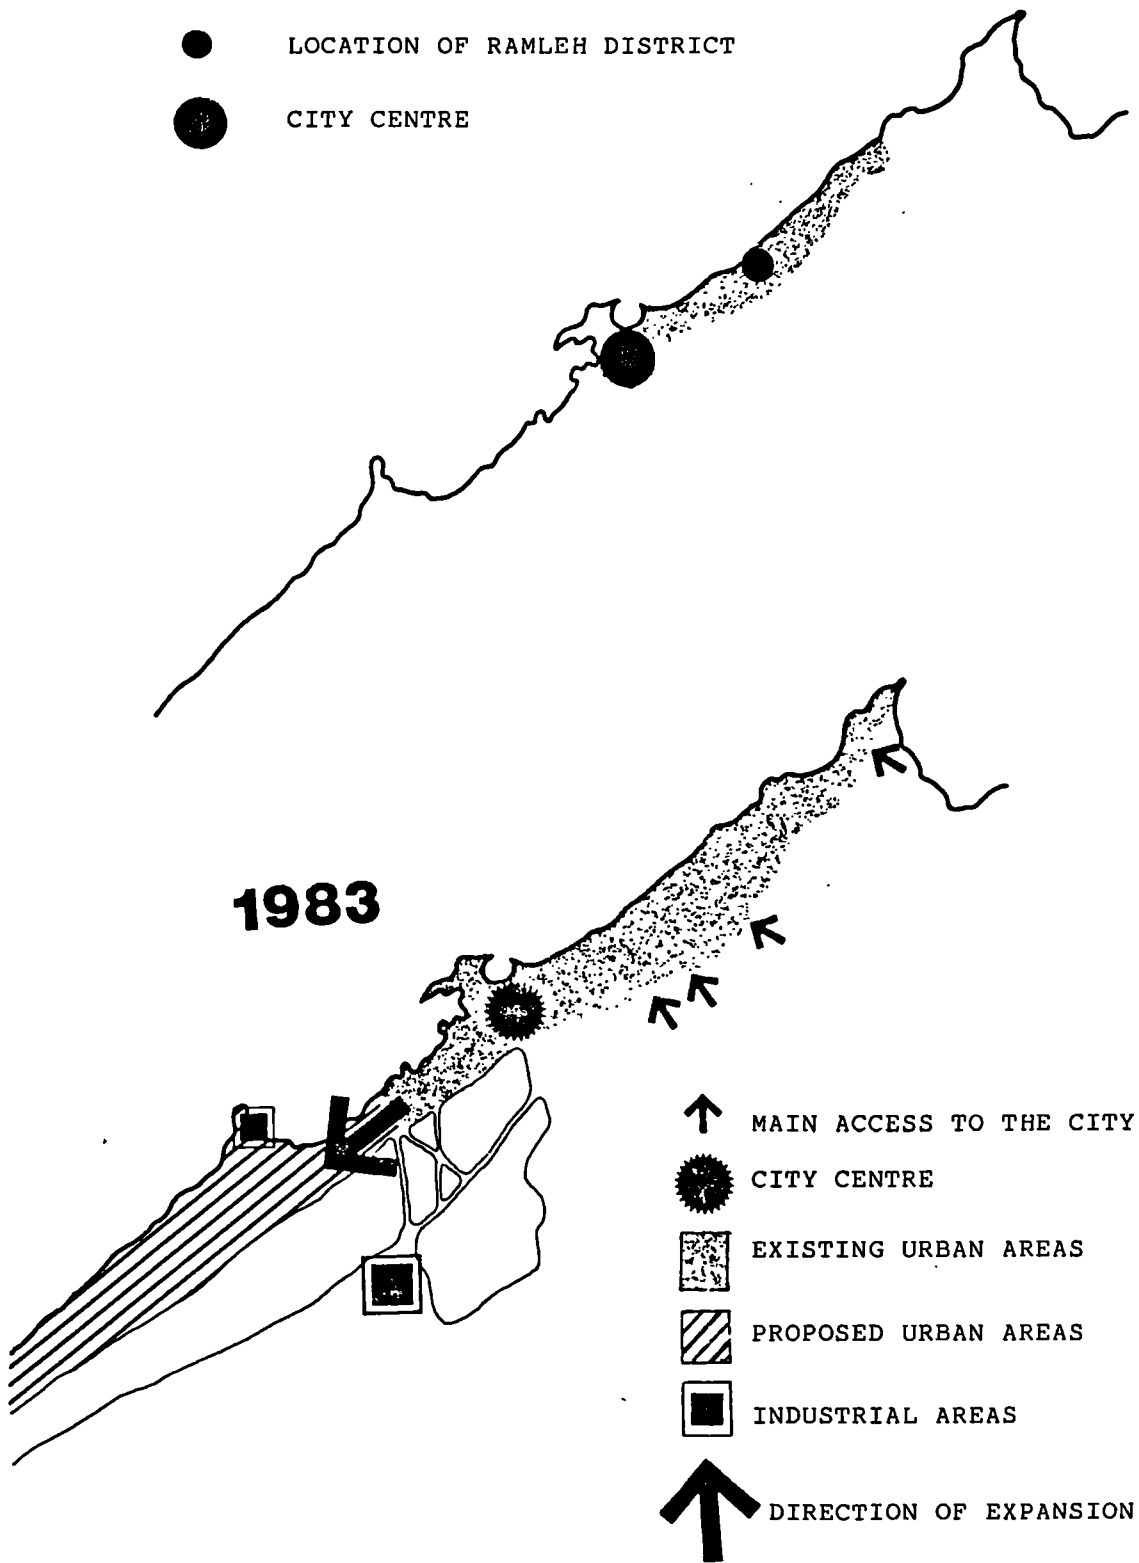 LOCATION OF RAMLEH DISTRICT
CITY CENTRE
1983
MAIN ACCESS TO THE CITY
CITY CENTRE
EXISTING URBAN AREAS
PROPOSED URBAN AREAS
INDUSTRIAL AREAS
DIRECTION OF EXPANSION